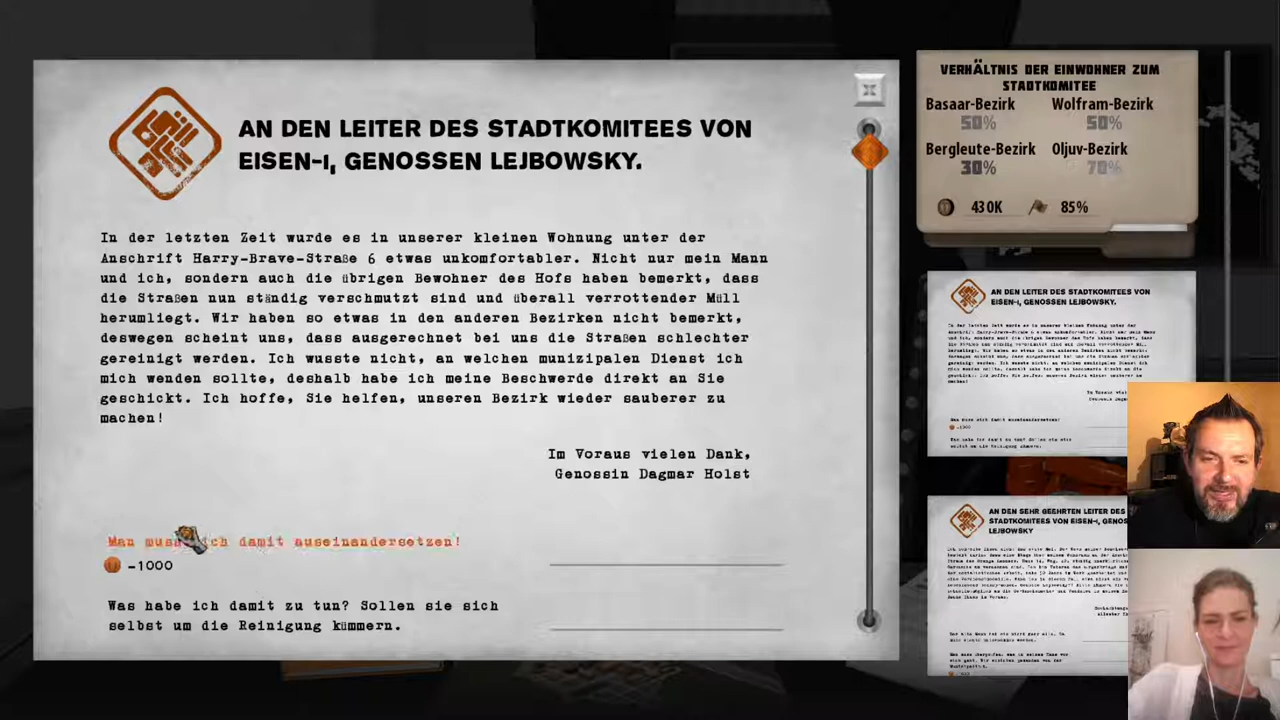 AN DEN LEITER DES STADTKOMITEES VON
EISEN-1, GENOSSEN LEJBOWSKY.
In der letzten Zeit wurde es in unserer kleinen Wohnung unter der
Anschrift Harry-Brave-Straße 6 etwas unkomfortabler. Nicht nur mein Mann
und ich, sondern auch die übrigen Bewohner des Hofs haben bemerkt, dass
die Straßen nun ständig verschmutzt sind und überall verrottender Müll
herumliegt. Wir haben so etwas in den anderen Bezirken nicht bemerkt,
deswegen scheint uns, dass ausgerechnet bei uns die Straßen schlechter
gereinigt werden. Ich wusste nicht, an welchen munizipalen Dienst ich
mich wenden sollte, deshalb habe ich meine Beschwerde direkt an Sie
geschickt. Ich hoffe, Sie helfen, unseren Bezirk wieder sauberer zu
machen!
Im Voraus vielen Dank,
Genossin Dagmar Holst
Man muss ich damit auseinandersetzen!
-1000
Was habe ich damit zu tun? Sollen sie sich
selbst um die Reinigung kümmern.
VERHÄLTNIS DER EINWOHNER ZUM
STADTKOMITEE
Basaar-Bezirk Wolfram-Bezirk
50% 50%
Bergleute-Bezirk Oljuv-Bezirk
30% 70%
430K 85%
AN DEN LEITER DES STADTKOMITEES VON
EISEN-1, GENOSSEN LEJBOWSKY.
AN DEN SEHR GEEHRTEN LEITER DES
STADTKOMITEES VON EISEN-1, GENOSSEN
LEJBOWSKY